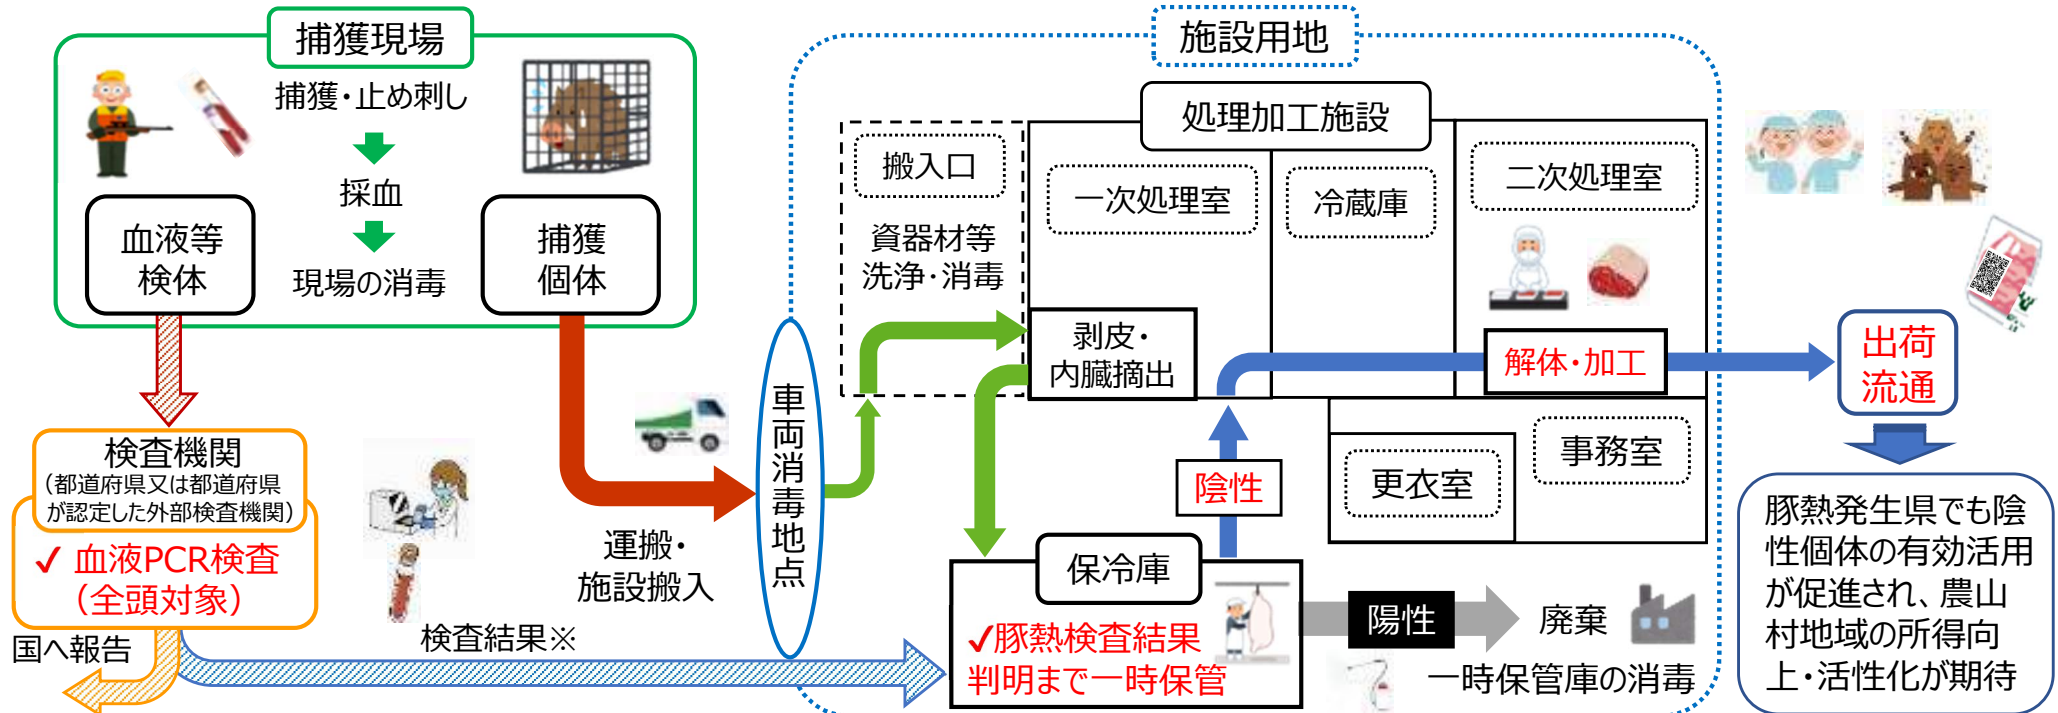 捕獲現場
捕獲・止め刺し
採血
現場の消毒
血液等
検体
捕獲
個体
検査機関
（都道府県又は都道府県
が認定した外部検査機関）
✓ 血液PCR検査
（全頭対象）
国へ報告
検査結果※
運搬・
施設搬入
車両消毒地点
施設用地
処理加工施設
搬入口
資器材等
洗浄・消毒
一次処理室
冷蔵庫
二次処理室
剥皮・
内臓摘出
解体・加工
陰性
更衣室
事務室
保冷庫
✓豚熱検査結果
判明まで一時保管
陽性
廃棄
一時保管庫の消毒
出荷
流通
豚熱発生県でも陰
性個体の有効活用
が促進され、農山
村地域の所得向
上・活性化が期待